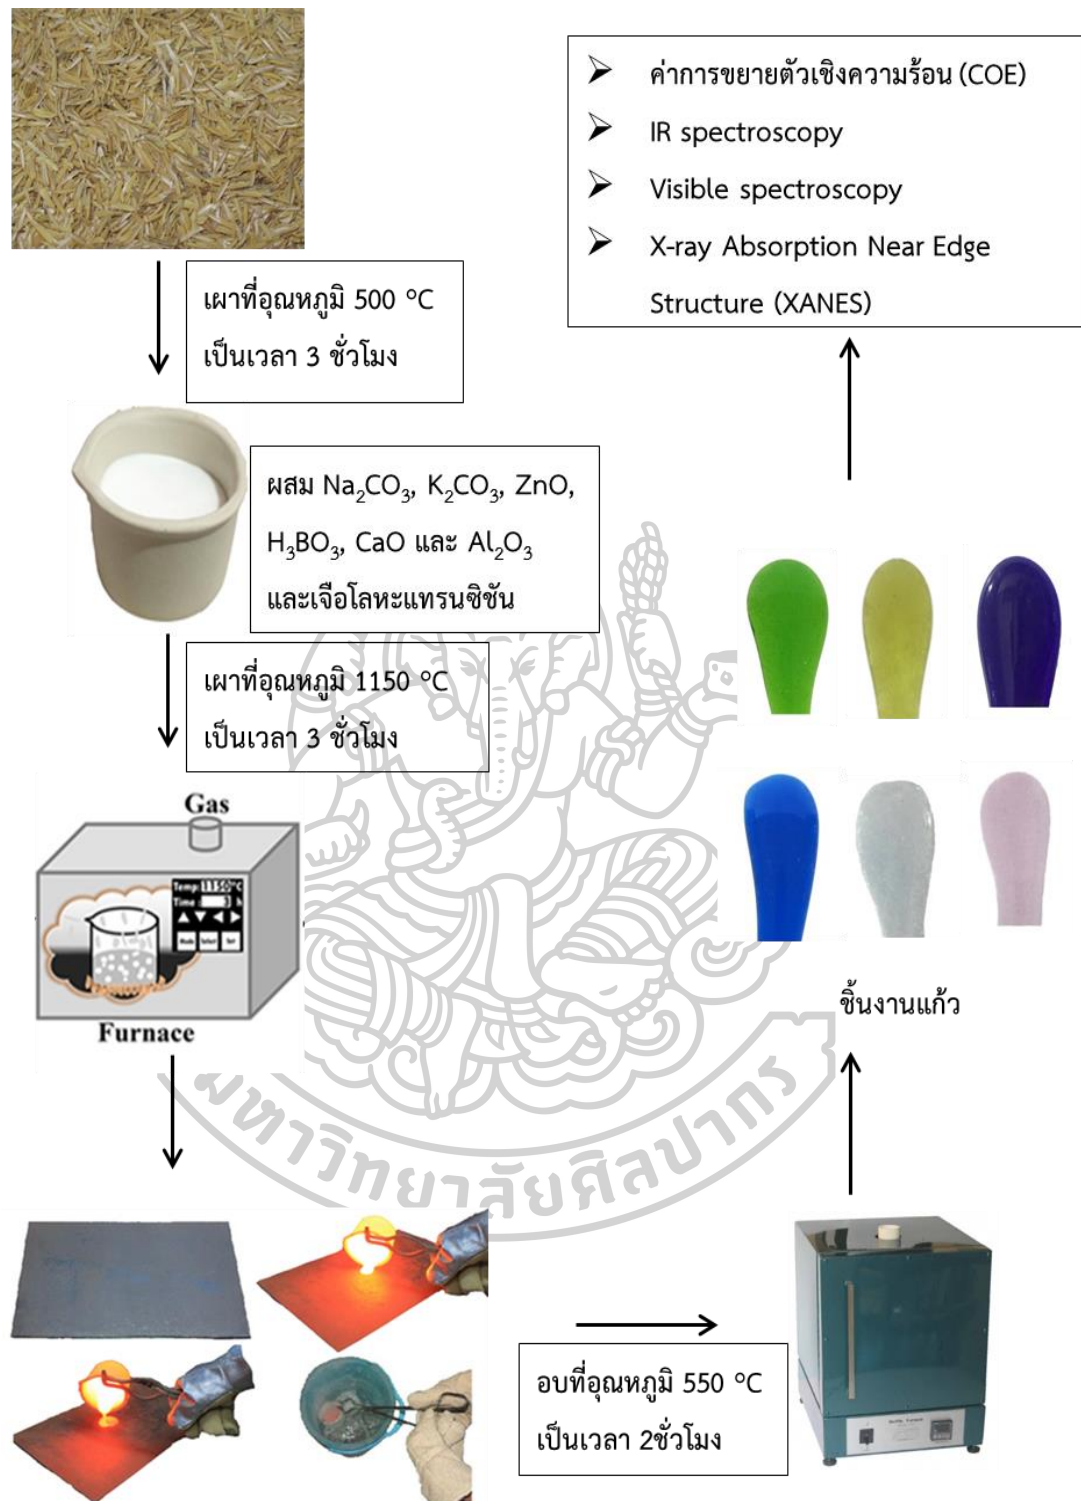 เผาที่อุณหภูมิ 500 °C
เป็นเวลา 3 ชั่วโมง
ผสม Na₂CO₃, K₂CO₃, ZnO,
H₃BO₃, CaO และ Al₂O₃
และเจือโลหะแทรนซิชัน
เผาที่อุณหภูมิ 1150 °C
เป็นเวลา 3 ชั่วโมง
Gas
Temp 1150°C
Time 3 h
Mode Select Set
Furnace
อบที่อุณหภูมิ 550 °C
เป็นเวลา 2ชั่วโมง
ชิ้นงานแก้ว
➢ ค่าการขยายตัวเชิงความร้อน (COE)
➢ IR spectroscopy
➢ Visible spectroscopy
➢ X-ray Absorption Near Edge
Structure (XANES)
มหาวิทยาลัยศิลปากร